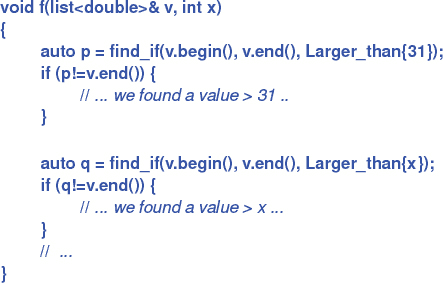 void f(list<double>& v, int x)
{
auto p = find_if(v.begin(), v.end(), Larger_than{31});
if (p!=v.end()) {
// ... we found a value > 31 ..
}
auto q = find_if(v.begin(), v.end(), Larger_than{x});
if (q!=v.end()) {
// ... we found a value > x ...
}
// ...
}